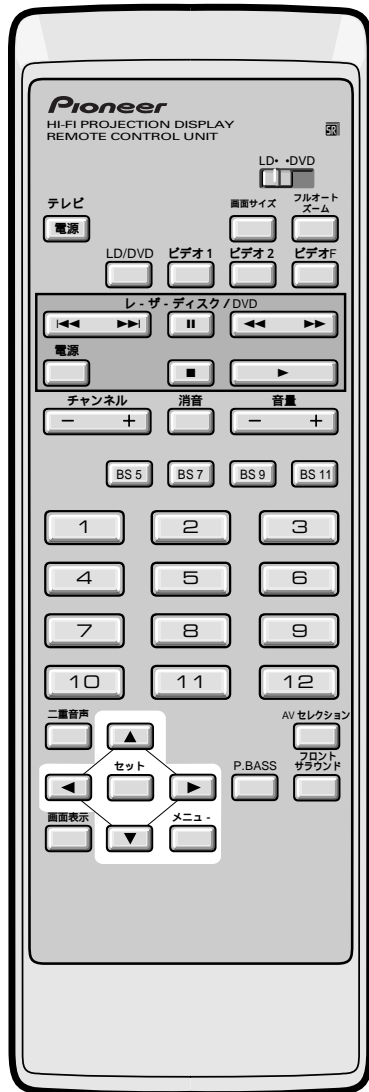 Pioneer
HI-FI PROJECTION DISPLAY
REMOTE CONTROL UNIT
SR
LD• •DVD
テレビ 画面サイズ フルオート
ズーム
電源
LD/DVD ビデオ1 ビデオ2 ビデオF
レ-ザ-ディスク/DVD
電源
チャンネル 消音 音量
− + − +
BS 5 BS 7 BS 9 BS 11
1 2 3
4 5 6
7 8 9
10 11 12
二重音声 AVセレクション
セット P.BASS フロント
サラウンド
画面表示 メニュ-